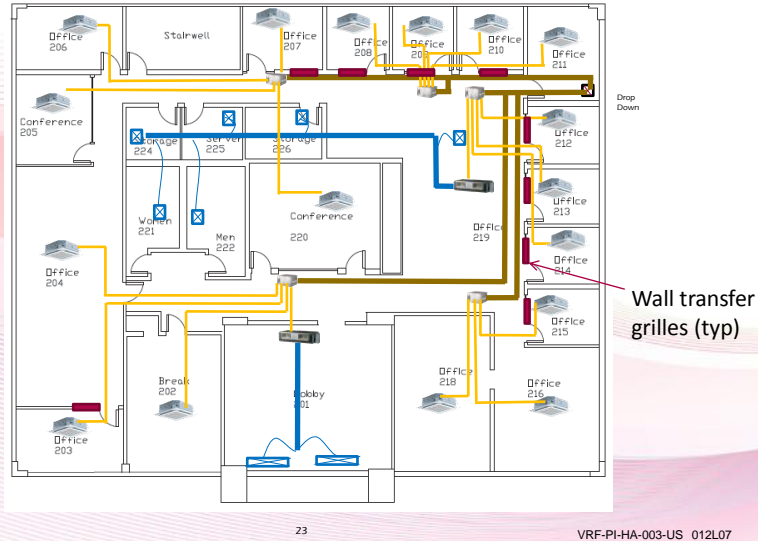 Office
206
Stairwell
Office
207
Office
208
Office
209
Office
210
Office
211
Drop
Down
Conference
205
Storage
224
Server
225
Storage
226
Office
212
Women
221
Men
222
Conference
220
Office
219
Office
213
Office
204
Office
214
Wall transfer
grilles (typ)
Office
215
Break
202
Lobby
201
Office
218
Office
216
Office
203
23
VRF-PI-HA-003-US 012L07